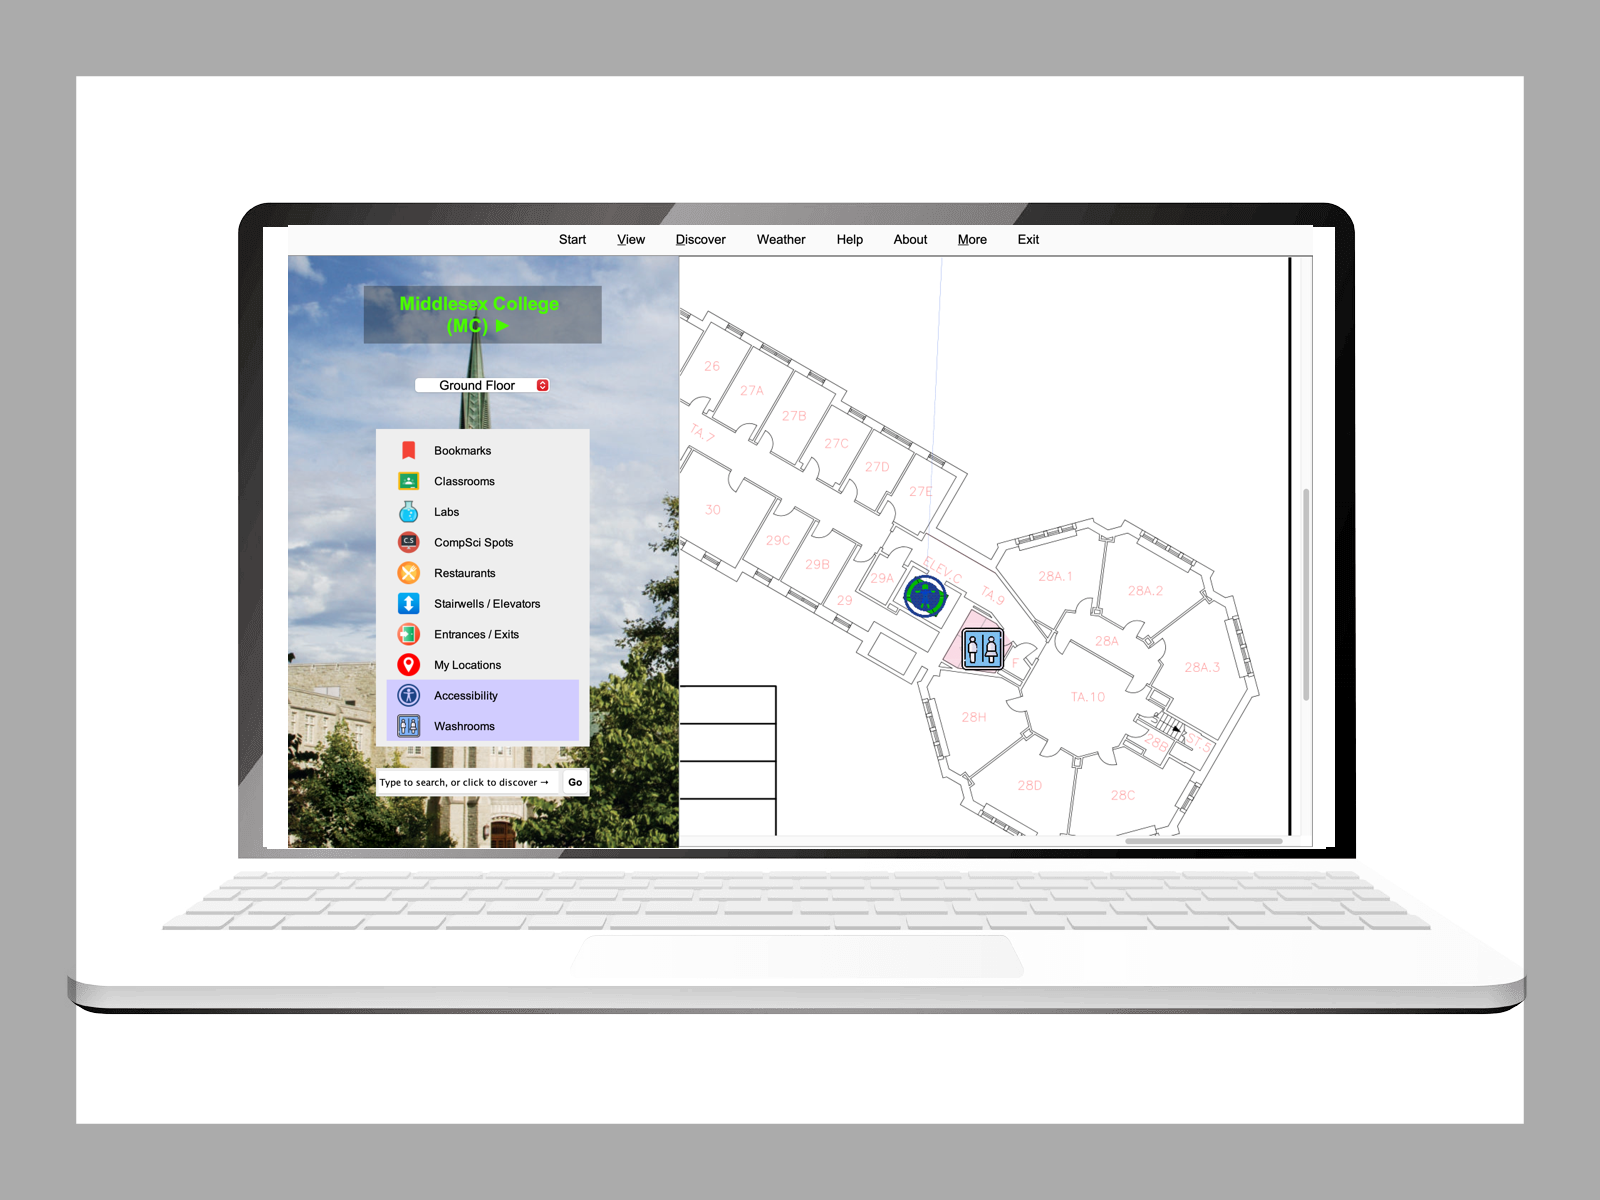 Start View Discover Weather Help About More Exit
Middlesex College
(MC) ►
Ground Floor
Bookmarks
Classrooms
Labs
C.S
CompSci Spots
Restaurants
Stairwells / Elevators
Entrances / Exits
My Locations
Accessibility
Washrooms
Type to search, or click to discover →
Go
26
27A
27B
27C
27D
27E
TA.7
30
29C
29B
29A
29
ELEV.C
TA.9
F
28A.1
28A.2
28A
28A.3
TA.10
28H
28B
ST.5
28D
28C